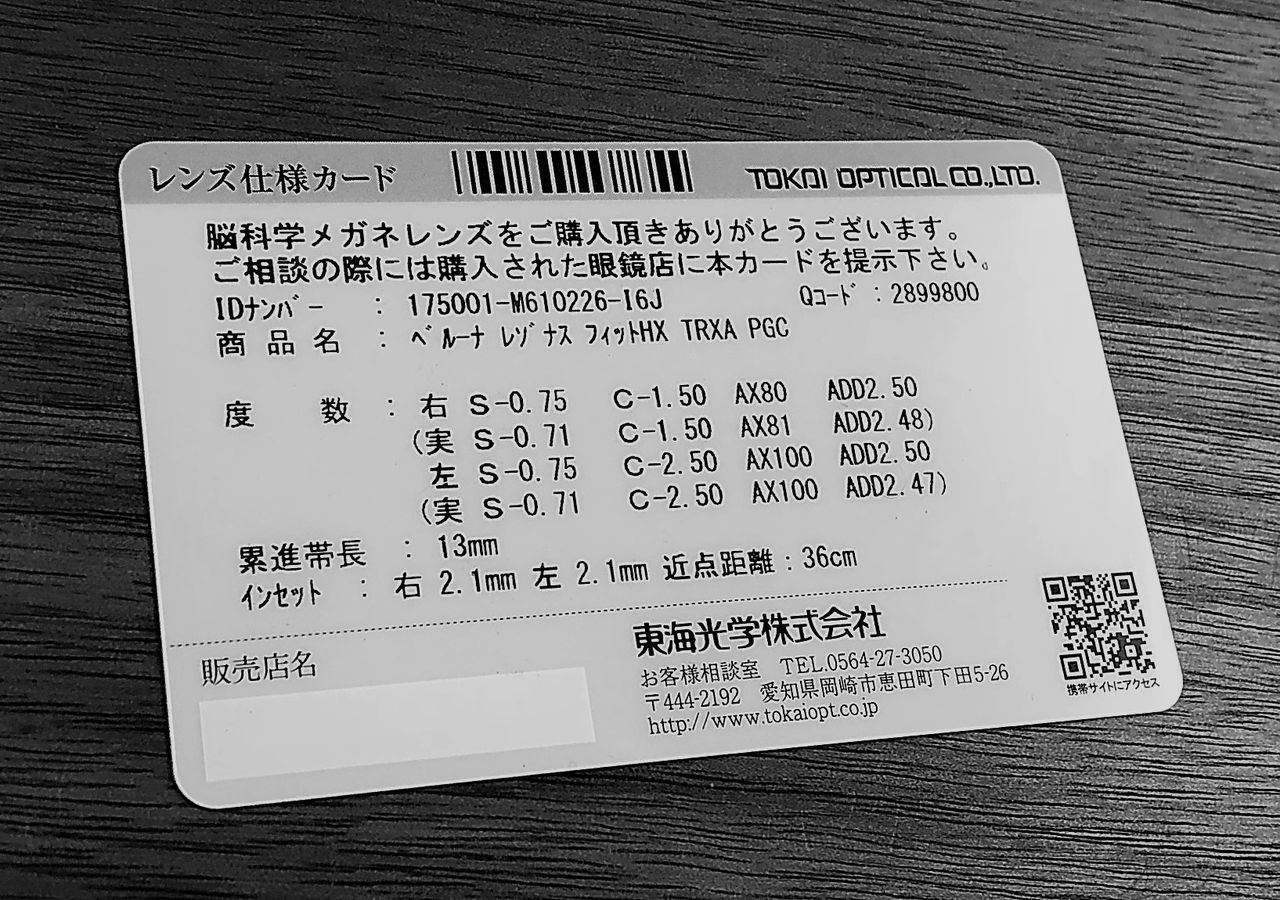 レンズ仕様カード TOKAI OPTICAL CO.,LTD.
脳科学メガネレンズをご購入頂きありがとうございます。
ご相談の際には購入された眼鏡店に本カードを提示下さい。
IDﾅﾝﾊﾞｰ : 175001-M610226-I6J Qｺｰﾄﾞ : 2899800
商品名 : ﾍﾞﾙｰﾅ ﾚｿﾞﾅｽ ﾌｨｯﾄHX TRXA PGC
度数 : 右 S-0.75 C-1.50 AX80 ADD2.50
(実 S-0.71 C-1.50 AX81 ADD2.48)
左 S-0.75 C-2.50 AX100 ADD2.50
(実 S-0.71 C-2.50 AX100 ADD2.47)
累進帯長 : 13mm
ｲﾝｾｯﾄ : 右 2.1mm 左 2.1mm 近点距離 : 36cm
販売店名
東海光学株式会社
お客様相談室 TEL.0564-27-3050
〒444-2192 愛知県岡崎市恵田町下田5-26
http://www.tokaiopt.co.jp
携帯サイトにアクセス